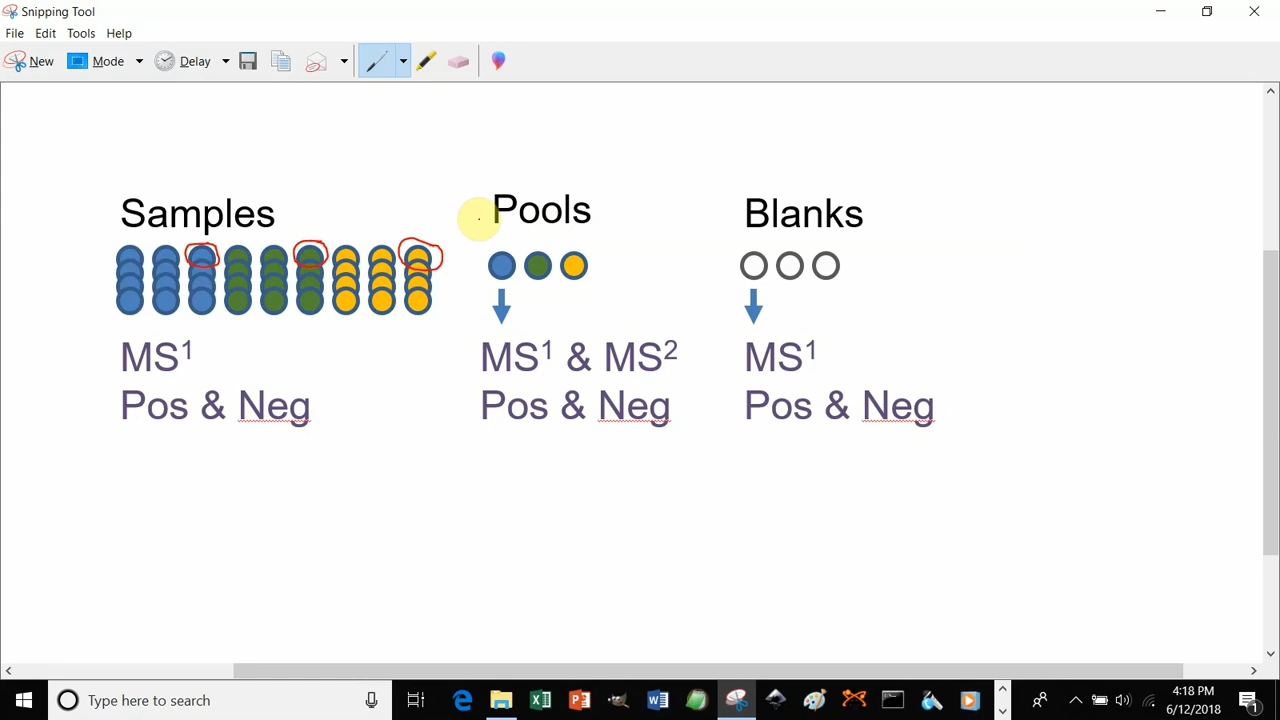 Snipping Tool
File Edit Tools Help
New Mode Delay
Samples Pools Blanks
MS¹ MS¹ & MS² MS¹
Pos & Neg Pos & Neg Pos & Neg
Type here to search
4:18 PM
6/12/2018
1